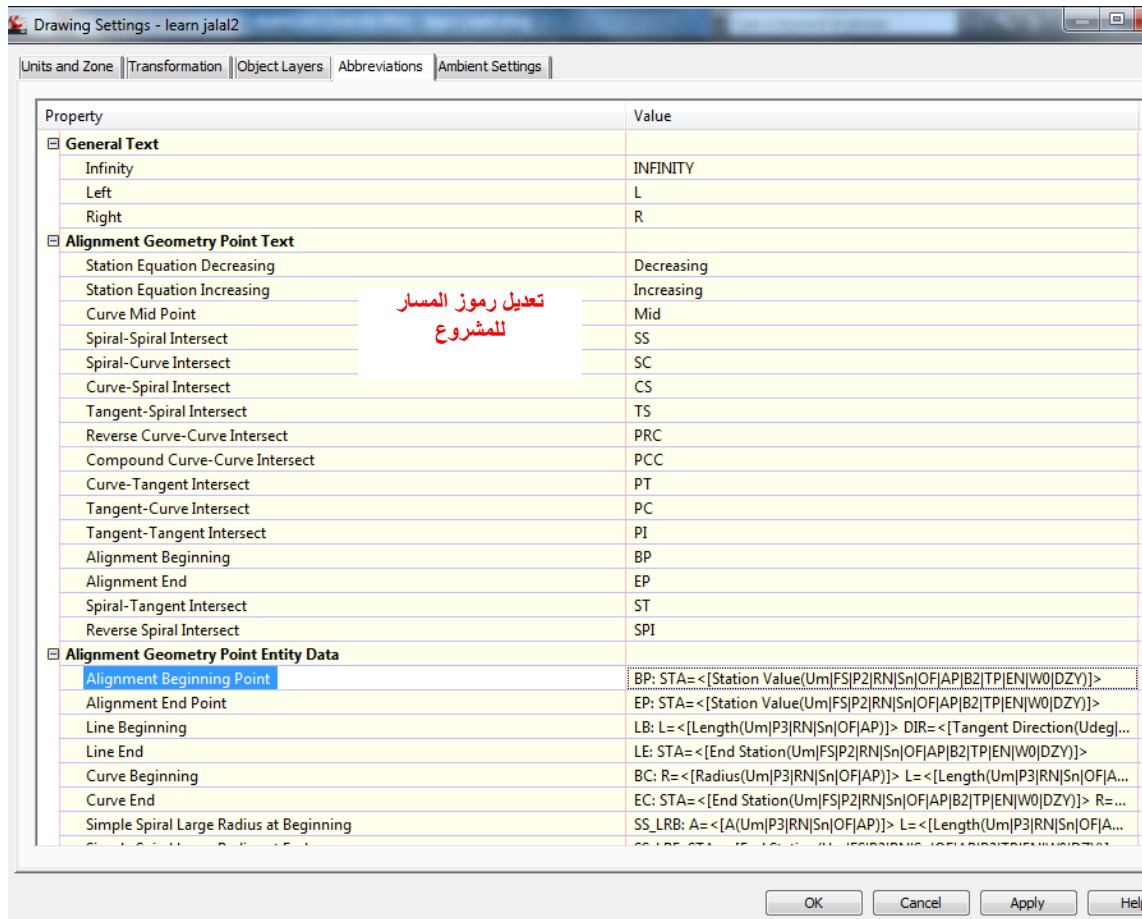 Drawing Settings - learn jalal2
Units and Zone Transformation Object Layers Abbreviations Ambient Settings
Property Value
General Text
Infinity INFINITY
Left L
Right R
Alignment Geometry Point Text
Station Equation Decreasing Decreasing
Station Equation Increasing Increasing
تعديل رموز المسار
للمشروع
Curve Mid Point Mid
Spiral-Spiral Intersect SS
Spiral-Curve Intersect SC
Curve-Spiral Intersect CS
Tangent-Spiral Intersect TS
Reverse Curve-Curve Intersect PRC
Compound Curve-Curve Intersect PCC
Curve-Tangent Intersect PT
Tangent-Curve Intersect PC
Tangent-Tangent Intersect PI
Alignment Beginning BP
Alignment End EP
Spiral-Tangent Intersect ST
Reverse Spiral Intersect SPI
Alignment Geometry Point Entity Data
Alignment Beginning Point BP: STA=<[Station Value(Um|FS|P2|RN|Sn|OF|AP|B2|TP|EN|W0|DZY)]>
Alignment End Point EP: STA=<[Station Value(Um|FS|P2|RN|Sn|OF|AP|B2|TP|EN|W0|DZY)]>
Line Beginning LB: L=<[Length(Um|P3|RN|Sn|OF|AP)]> DIR=<[Tangent Direction(Udeg|...
Line End LE: STA=<[End Station(Um|FS|P2|RN|Sn|OF|AP|B2|TP|EN|W0|DZY)]>
Curve Beginning BC: R=<[Radius(Um|P3|RN|Sn|OF|AP)]> L=<[Length(Um|P3|RN|Sn|OF|A...
Curve End EC: STA=<[End Station(Um|FS|P2|RN|Sn|OF|AP|B2|TP|EN|W0|DZY)]> R=...
Simple Spiral Large Radius at Beginning SS_LRB: A=<[A(Um|P3|RN|Sn|OF|AP)]> L=<[Length(Um|P3|RN|Sn|OF|A...
OK Cancel Apply Hel